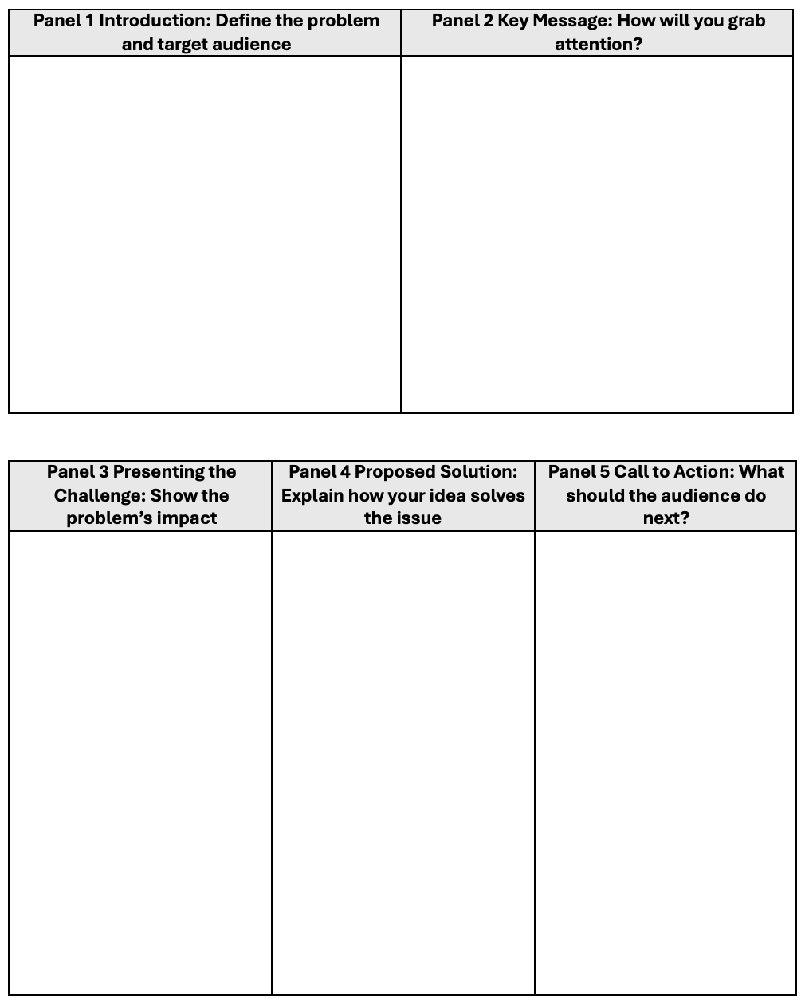 Panel 1 Introduction: Define the problem
and target audience
Panel 2 Key Message: How will you grab
attention?
Panel 3 Presenting the
Challenge: Show the
problem’s impact
Panel 4 Proposed Solution:
Explain how your idea solves
the issue
Panel 5 Call to Action: What
should the audience do
next?